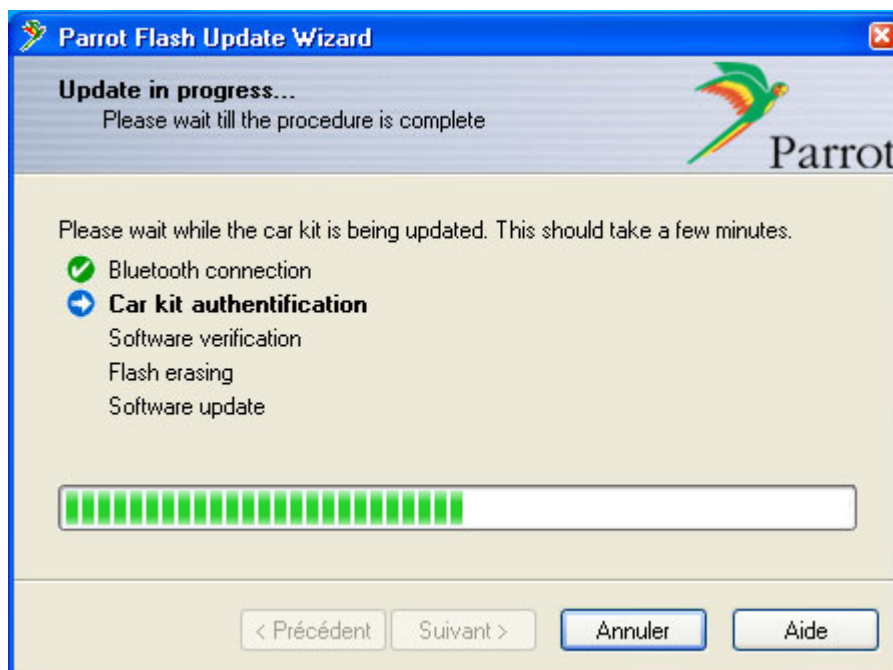 Parrot Flash Update Wizard
Update in progress...
Please wait till the procedure is complete
Parrot
Please wait while the car kit is being updated. This should take a few minutes.
Bluetooth connection
Car kit authentification
Software verification
Flash erasing
Software update
< Précédent
Suivant >
Annuler
Aide